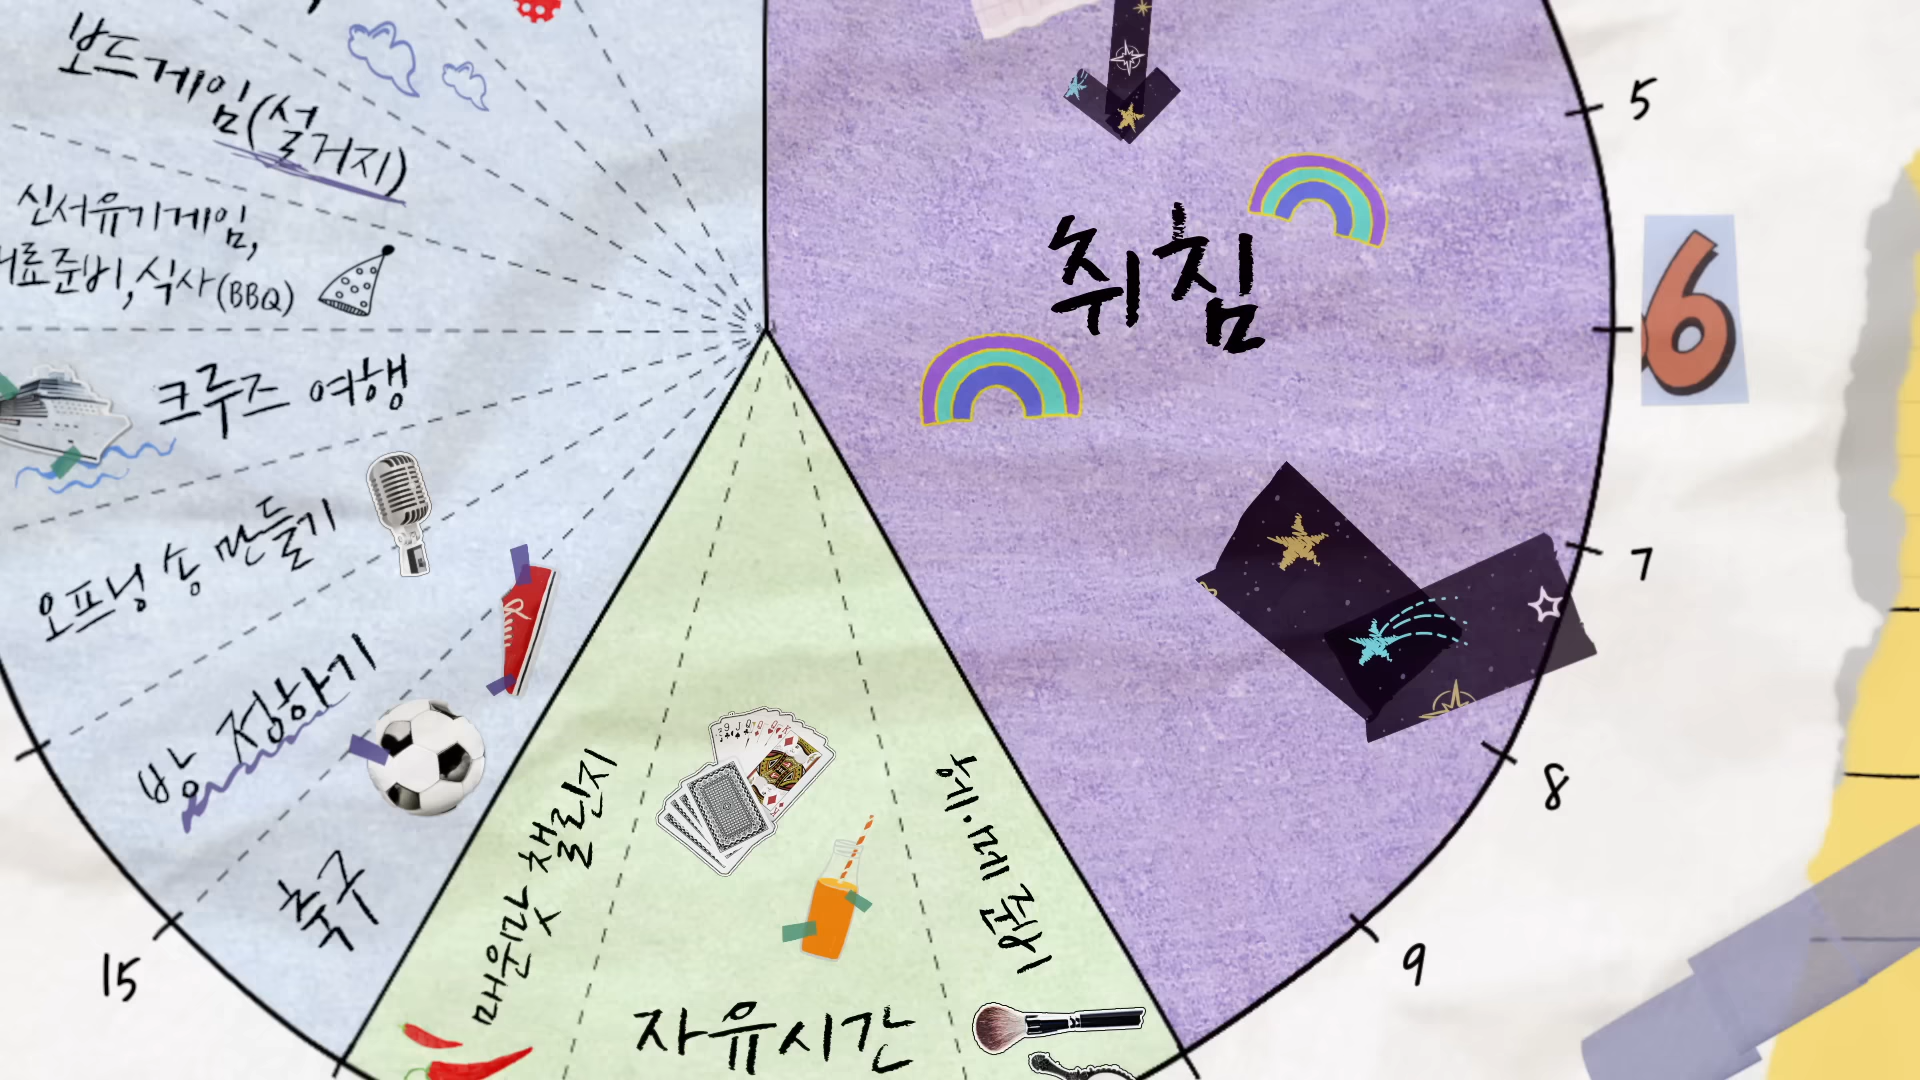 보드게임(설거지)
신서유기게임,
재료준비,식사(BBQ)
크루즈 여행
오프닝 송 만들기
방 정하기
축구
매운맛 챌린지
자유시간
기상
취침
5
6
7
8
9
15